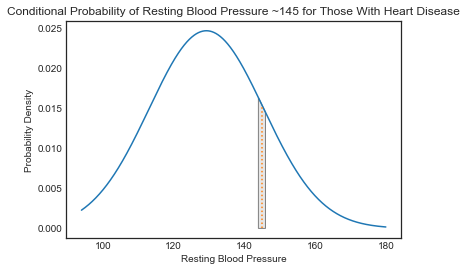 Conditional Probability of Resting Blood Pressure ~145 for Those With Heart Disease
0.025
0.020
0.015
0.010
0.005
0.000
Probability Density
100 120 140 160 180
Resting Blood Pressure